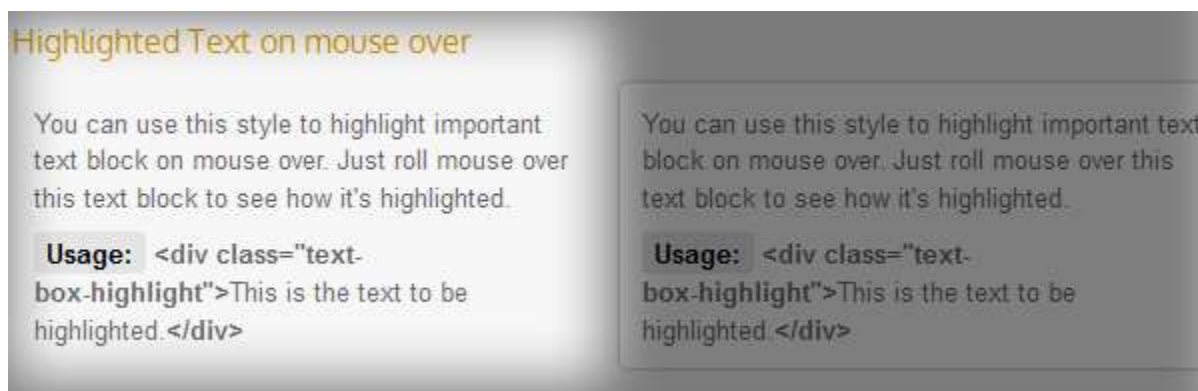 Highlighted Text on mouse over
You can use this style to highlight important
text block on mouse over. Just roll mouse over
this text block to see how it's highlighted.
Usage: <div class="text-
box-highlight">This is the text to be
highlighted.</div>
You can use this style to highlight important text
block on mouse over. Just roll mouse over this
text block to see how it's highlighted.
Usage: <div class="text-
box-highlight">This is the text to be
highlighted.</div>